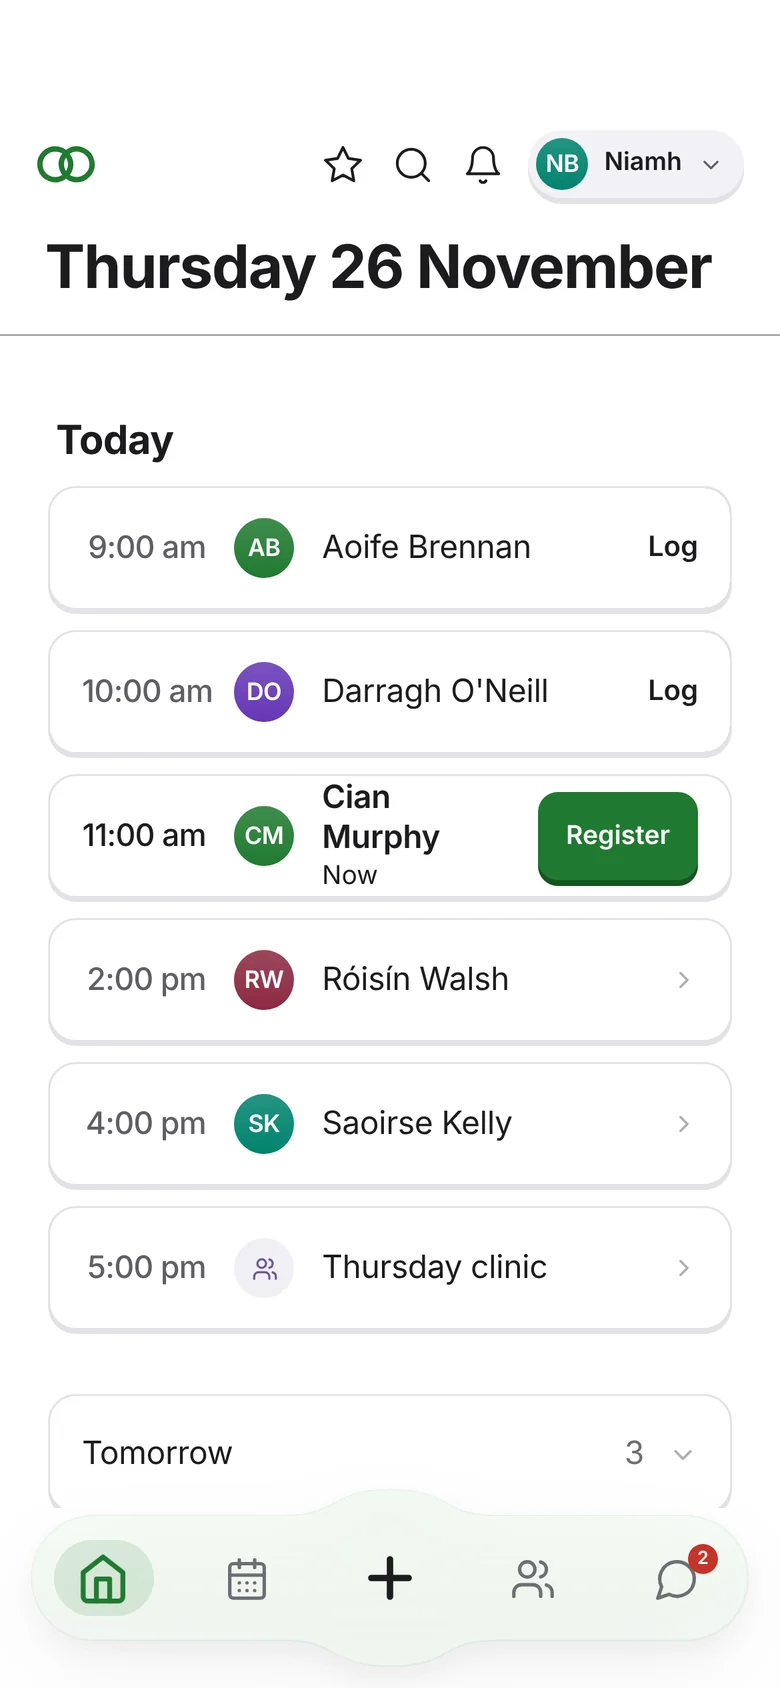 NB Niamh
Thursday 26 November
Today
9:00 am AB Aoife Brennan Log
10:00 am DO Darragh O'Neill Log
11:00 am CM Cian Murphy Register
Now
2:00 pm RW Róisín Walsh
4:00 pm SK Saoirse Kelly
5:00 pm Thursday clinic
Tomorrow 3
2